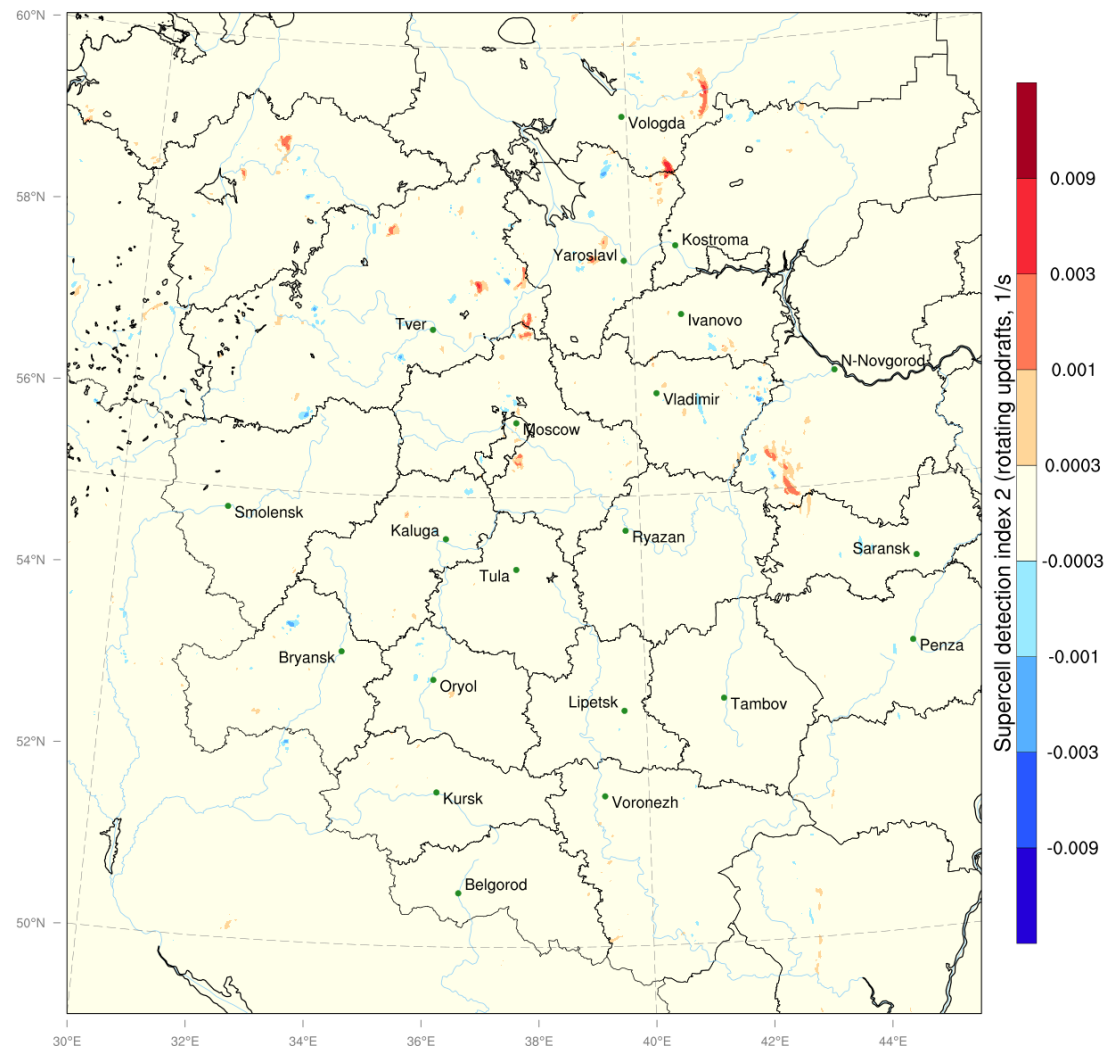 60°N
58°N
56°N
54°N
52°N
50°N
Vologda
Kostroma
Yaroslavl
Ivanovo
Tver
N-Novgorod
Vladimir
Moscow
Smolensk
Kaluga
Ryazan
Saransk
Tula
Penza
Bryansk
Oryol
Lipetsk
Tambov
Kursk
Voronezh
Belgorod
30°E
32°E
34°E
36°E
38°E
40°E
42°E
44°E
Supercell detection index 2 (rotating updrafts, 1/s
0.009
0.003
0.001
0.0003
-0.0003
-0.001
-0.003
-0.009